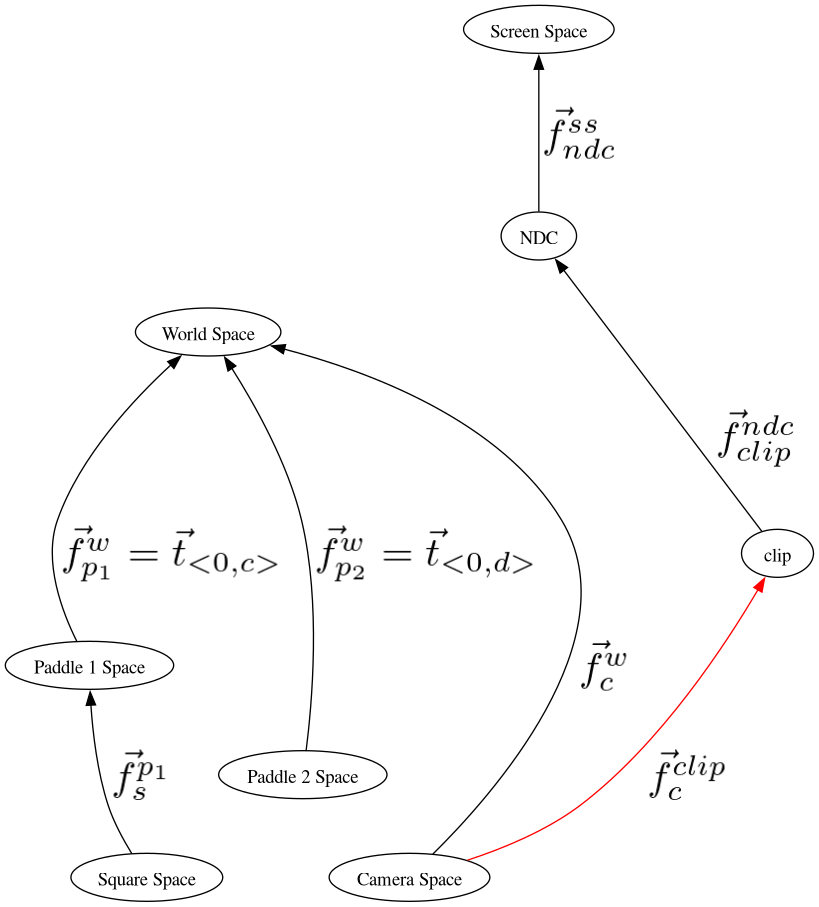 Screen Space
$\vec{f}_{ndc}^{ss}$
NDC
World Space
$\vec{f}_{clip}^{ndc}$
$\vec{f}_{p_1}^{w} = \vec{t}_{<0,c>}$
$\vec{f}_{p_2}^{w} = \vec{t}_{<0,d>}$
clip
$\vec{f}_{c}^{w}$
Paddle 1 Space
$\vec{f}_{s}^{p_1}$
Paddle 2 Space
$\vec{f}_{c}^{clip}$
Square Space
Camera Space